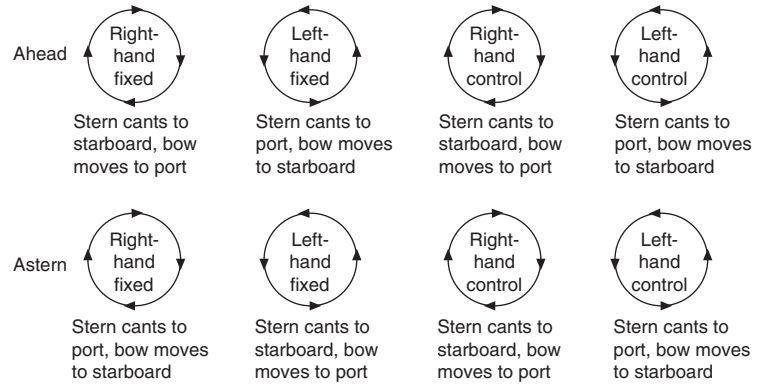 Ahead
Right-
hand
fixed
Left-
hand
fixed
Right-
hand
control
Left-
hand
control
Stern cants to
starboard, bow
moves to port
Stern cants to
port, bow moves
to starboard
Stern cants to
starboard, bow
moves to port
Stern cants to
port, bow moves
to starboard
Astern
Right-
hand
fixed
Left-
hand
fixed
Right-
hand
control
Left-
hand
control
Stern cants to
port, bow moves
to starboard
Stern cants to
starboard, bow
moves to port
Stern cants to
starboard, bow
moves to port
Stern cants to
port, bow moves
to starboard